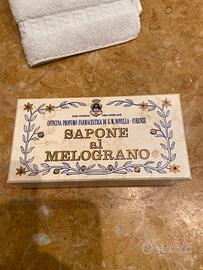 OFFICINA PROFUMO FARMACEUTICA DI S.M. NOVELLA - FIRENZE
SAPONE
al
MELOGRANO